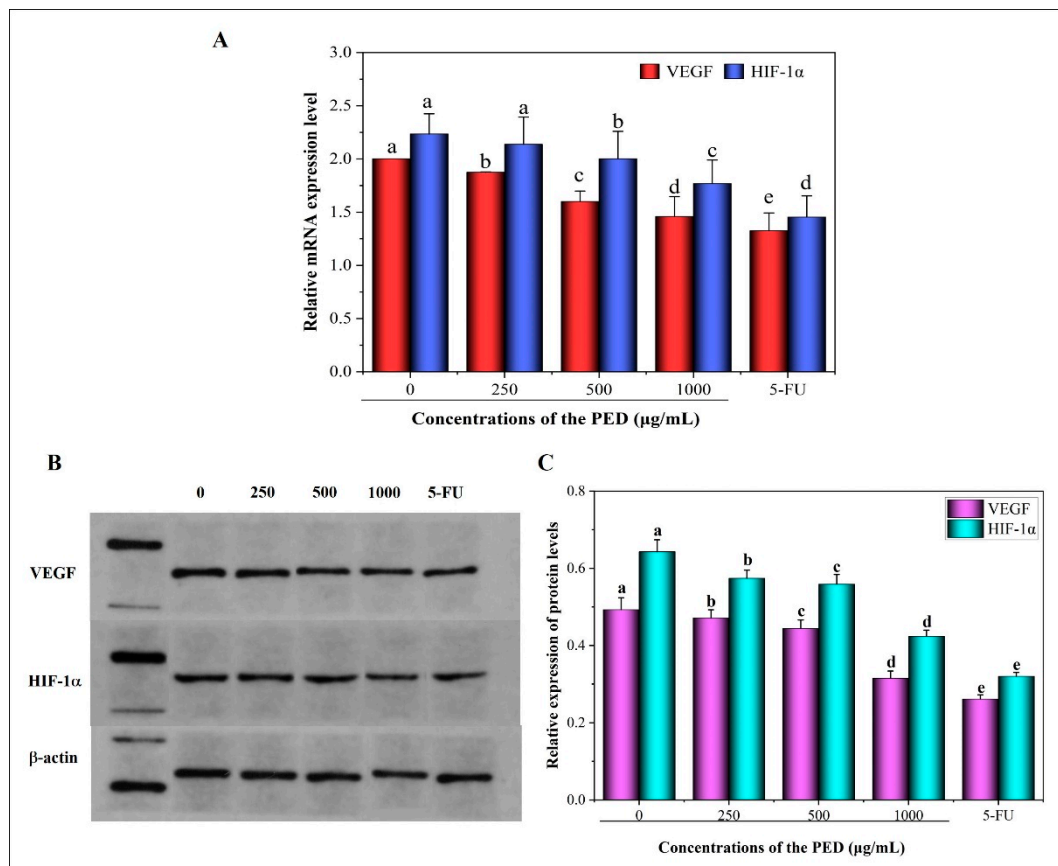 A
3.0
VEGF HIF-1α
2.5
2.0
1.5
1.0
0.5
0.0
Relative mRNA expression level
a a b a c b d c e d
0 250 500 1000 5-FU
Concentrations of the PED (µg/mL)
B
0 250 500 1000 5-FU
VEGF
HIF-1α
β-actin
C
0.8
VEGF
HIF-1α
0.6
0.4
0.2
0.0
Relative expression of protein levels
a a b b c c d d e e
0 250 500 1000 5-FU
Concentrations of the PED (µg/mL)